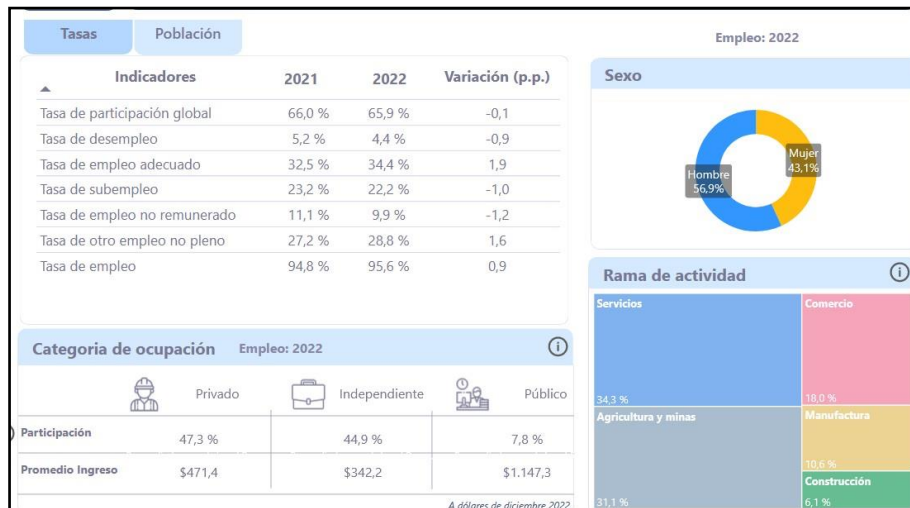 Tasas Población
Indicadores 2021 2022 Variación (p.p.)
Tasa de participación global 66,0 % 65,9 % -0,1
Tasa de desempleo 5,2 % 4,4 % -0,9
Tasa de empleo adecuado 32,5 % 34,4 % 1,9
Tasa de subempleo 23,2 % 22,2 % -1,0
Tasa de empleo no remunerado 11,1 % 9,9 % -1,2
Tasa de otro empleo no pleno 27,2 % 28,8 % 1,6
Tasa de empleo 94,8 % 95,6 % 0,9
Categoria de ocupación Empleo: 2022
Privado Independiente Público
Participación 47,3 % 44,9 % 7,8 %
Promedio Ingreso $471,4 $342,2 $1.147,3
A dólares de diciembre 2022
Empleo: 2022
Sexo
Mujer
43,1%
Hombre
56,9%
Rama de actividad
Servicios
34,3 %
Comercio
18,0 %
Agricultura y minas
31,1 %
Manufactura
10,6 %
Construcción
6,1 %